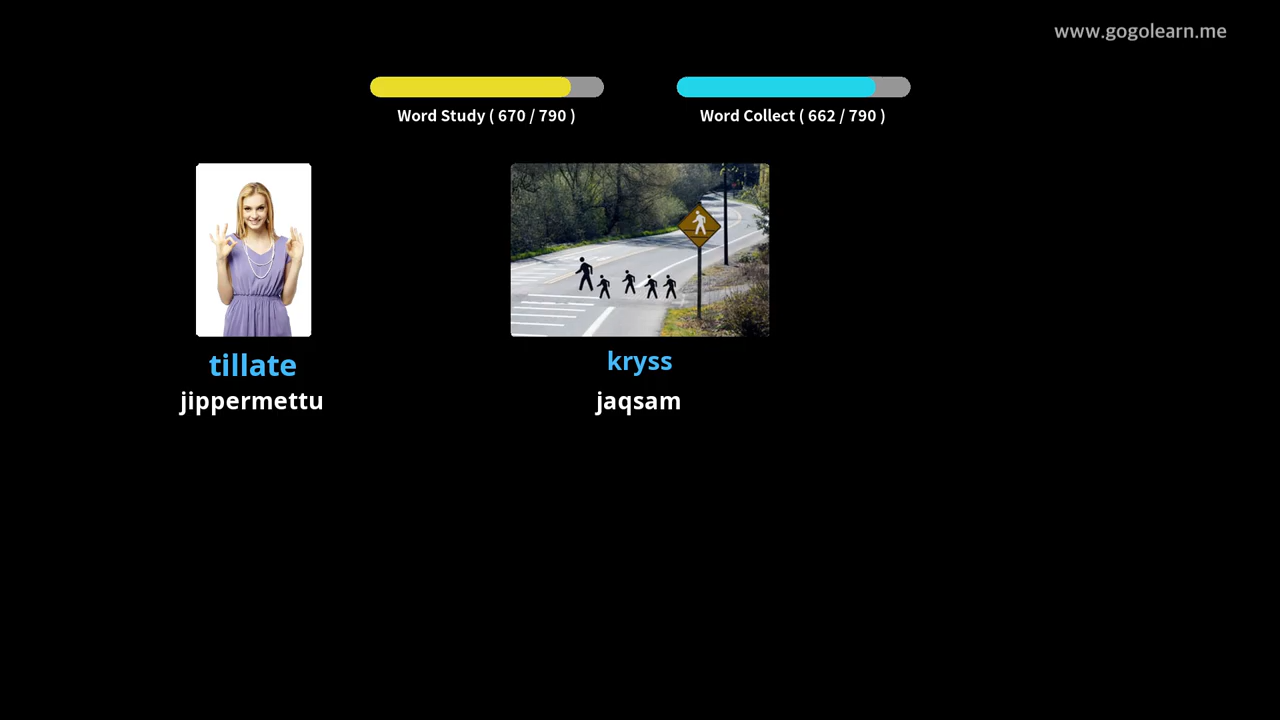 www.gogolearn.me
Word Study ( 670 / 790 )
Word Collect ( 662 / 790 )
tillate
jippermettu
kryss
jaqsam